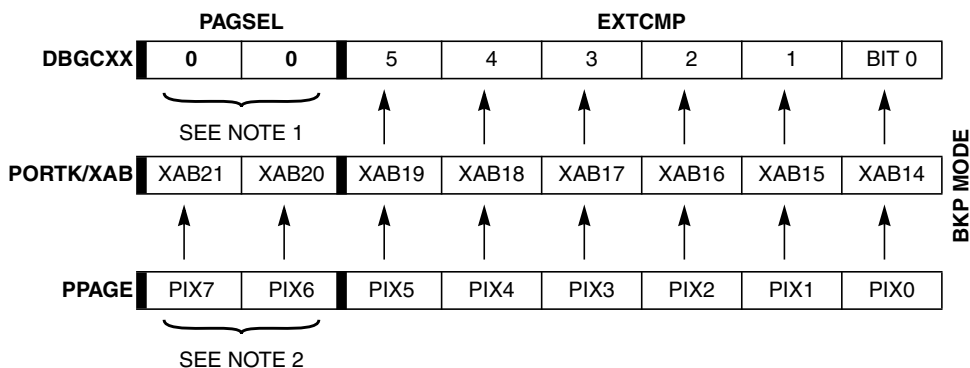 PAGSEL EXTCMP
DBGCXX 0 0 5 4 3 2 1 BIT 0
SEE NOTE 1
PORTK/XAB XAB21 XAB20 XAB19 XAB18 XAB17 XAB16 XAB15 XAB14
BKP MODE
PPAGE PIX7 PIX6 PIX5 PIX4 PIX3 PIX2 PIX1 PIX0
SEE NOTE 2